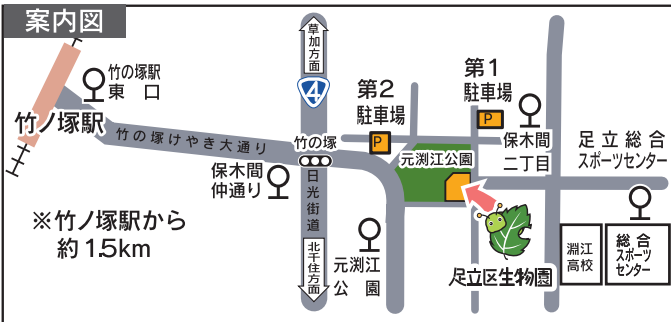 案内図
草加方面
4
竹の塚駅
東口
竹ノ塚駅
竹の塚けやき大通り
竹の塚
保木間
仲通り
日光街道
北千住方面
※竹ノ塚駅から
約1.5km
第2
駐車場
P
第1
駐車場
P
保木間
二丁目
元渕江公園
足立総合
スポーツセンター
元渕江
公園
足立区生物園
淵江
高校
総合
スポーツ
センター